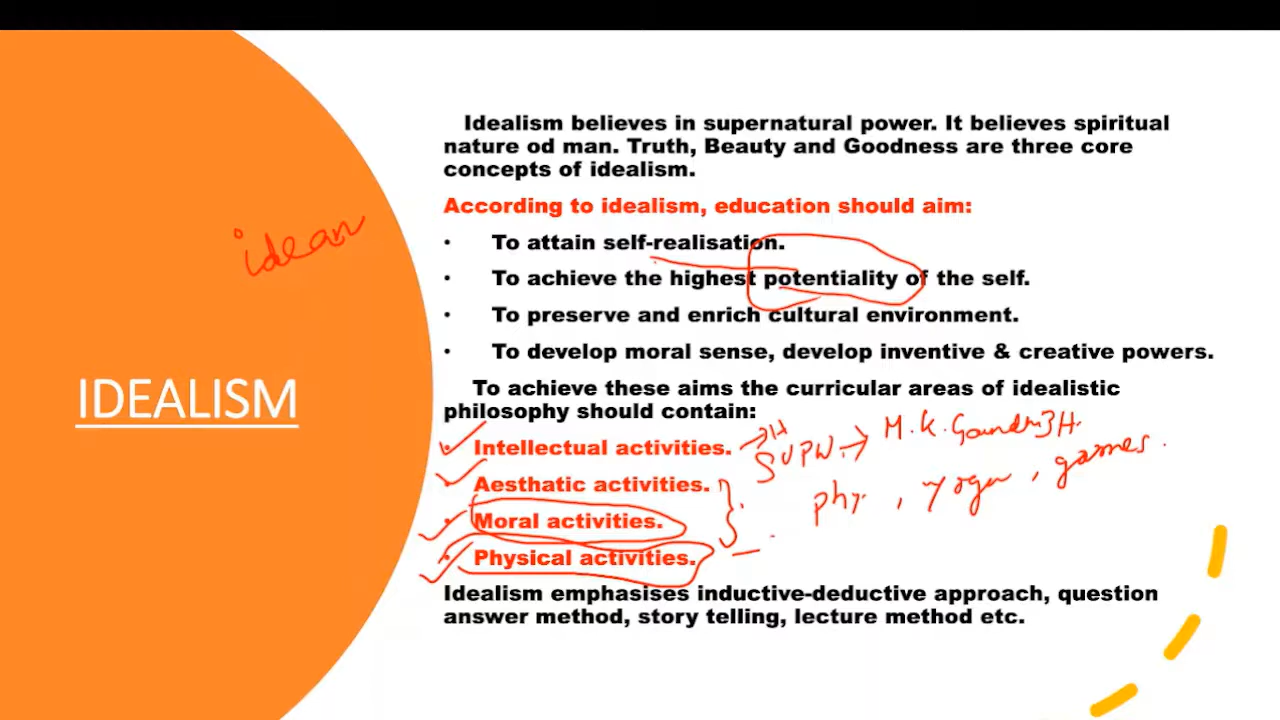 Idealism believes in supernatural power. It believes spiritual
nature od man. Truth, Beauty and Goodness are three core
concepts of idealism.
According to idealism, education should aim:
• To attain self-realisation.
idean
• To achieve the highest potentiality of the self.
• To preserve and enrich cultural environment.
• To develop moral sense, develop inventive & creative powers.
IDEALISM
To achieve these aims the curricular areas of idealistic
philosophy should contain:
• Intellectual activities.
SUPW → M.K. Gandhi 3H.
• Aesthatic activities.
phy, yoga, games.
• Moral activities.
• Physical activities.
Idealism emphasises inductive-deductive approach, question
answer method, story telling, lecture method etc.